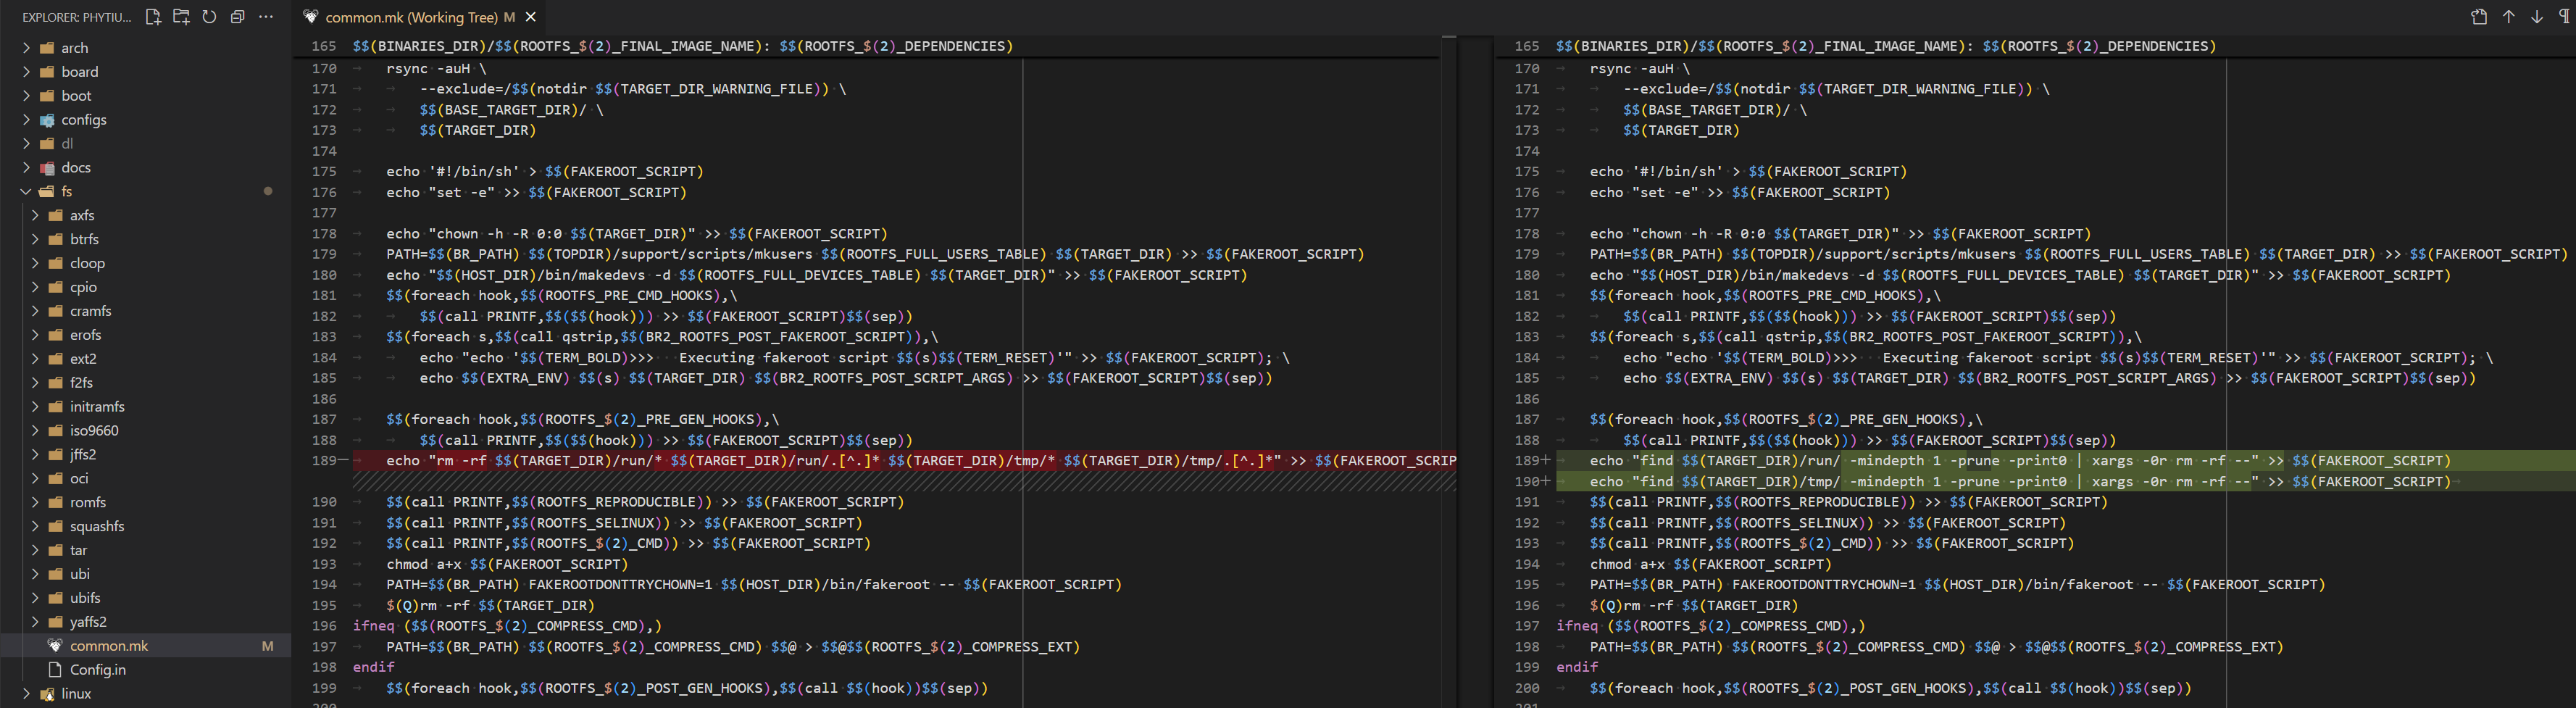 EXPLORER: PHYTIU...
arch
board
boot
configs
dl
docs
fs
axfs
btrfs
cloop
cpio
cramfs
erofs
ext2
f2fs
initramfs
iso9660
jffs2
oci
romfs
squashfs
tar
ubi
ubifs
yaffs2
common.mk M
Config.in
linux
common.mk (Working Tree) M
165 $$(BINARIES_DIR)/$$(ROOTFS_$(2)_FINAL_IMAGE_NAME): $$(ROOTFS_$(2)_DEPENDENCIES)
170 rsync -auH \
171 --exclude=/$$(notdir $$(TARGET_DIR_WARNING_FILE)) \
172 $$(BASE_TARGET_DIR)/ \
173 $$(TARGET_DIR)
174
175 echo '#!/bin/sh' > $$(FAKEROOT_SCRIPT)
176 echo "set -e" >> $$(FAKEROOT_SCRIPT)
177
178 echo "chown -h -R 0:0 $$(TARGET_DIR)" >> $$(FAKEROOT_SCRIPT)
179 PATH=$$(BR_PATH) $$(TOPDIR)/support/scripts/mkusers $$(ROOTFS_FULL_USERS_TABLE) $$(TARGET_DIR) >> $$(FAKEROOT_SCRIPT)
180 echo "$$(HOST_DIR)/bin/makedevs -d $$(ROOTFS_FULL_DEVICES_TABLE) $$(TARGET_DIR)" >> $$(FAKEROOT_SCRIPT)
181 $$(foreach hook,$$(ROOTFS_PRE_CMD_HOOKS),\
182 $$(call PRINTF,$$($$(hook))) >> $$(FAKEROOT_SCRIPT)$$(sep))
183 $$(foreach s,$$(call qstrip,$$(BR2_ROOTFS_POST_FAKEROOT_SCRIPT)),\
184 echo "echo '$$(TERM_BOLD)>>>   Executing fakeroot script $$(s)$$(TERM_RESET)'" >> $$(FAKEROOT_SCRIPT); \
185 echo $$(EXTRA_ENV) $$(s) $$(TARGET_DIR) $$(BR2_ROOTFS_POST_SCRIPT_ARGS) >> $$(FAKEROOT_SCRIPT)$$(sep))
186
187 $$(foreach hook,$$(ROOTFS_$(2)_PRE_GEN_HOOKS),\
188 $$(call PRINTF,$$($$(hook))) >> $$(FAKEROOT_SCRIPT)$$(sep))
189— echo "rm -rf $$(TARGET_DIR)/run/* $$(TARGET_DIR)/run/.[^.]* $$(TARGET_DIR)/tmp/* $$(TARGET_DIR)/tmp/.[^.]*" >> $$(FAKEROOT_SCRIP
190 $$(call PRINTF,$$(ROOTFS_REPRODUCIBLE)) >> $$(FAKEROOT_SCRIPT)
191 $$(call PRINTF,$$(ROOTFS_SELINUX)) >> $$(FAKEROOT_SCRIPT)
192 $$(call PRINTF,$$(ROOTFS_$(2)_CMD)) >> $$(FAKEROOT_SCRIPT)
193 chmod a+x $$(FAKEROOT_SCRIPT)
194 PATH=$$(BR_PATH) FAKEROOTDONTTRYCHOWN=1 $$(HOST_DIR)/bin/fakeroot -- $$(FAKEROOT_SCRIPT)
195 $(Q)rm -rf $$(TARGET_DIR)
196 ifneq ($$(ROOTFS_$(2)_COMPRESS_CMD),)
197 PATH=$$(BR_PATH) $$(ROOTFS_$(2)_COMPRESS_CMD) $$@ > $$@$$(ROOTFS_$(2)_COMPRESS_EXT)
198 endif
199 $$(foreach hook,$$(ROOTFS_$(2)_POST_GEN_HOOKS),$$(call $$(hook))$$(sep))
165 $$(BINARIES_DIR)/$$(ROOTFS_$(2)_FINAL_IMAGE_NAME): $$(ROOTFS_$(2)_DEPENDENCIES)
170 rsync -auH \
171 --exclude=/$$(notdir $$(TARGET_DIR_WARNING_FILE)) \
172 $$(BASE_TARGET_DIR)/ \
173 $$(TARGET_DIR)
174
175 echo '#!/bin/sh' > $$(FAKEROOT_SCRIPT)
176 echo "set -e" >> $$(FAKEROOT_SCRIPT)
177
178 echo "chown -h -R 0:0 $$(TARGET_DIR)" >> $$(FAKEROOT_SCRIPT)
179 PATH=$$(BR_PATH) $$(TOPDIR)/support/scripts/mkusers $$(ROOTFS_FULL_USERS_TABLE) $$(TARGET_DIR) >> $$(FAKEROOT_SCRIPT)
180 echo "$$(HOST_DIR)/bin/makedevs -d $$(ROOTFS_FULL_DEVICES_TABLE) $$(TARGET_DIR)" >> $$(FAKEROOT_SCRIPT)
181 $$(foreach hook,$$(ROOTFS_PRE_CMD_HOOKS),\
182 $$(call PRINTF,$$($$(hook))) >> $$(FAKEROOT_SCRIPT)$$(sep))
183 $$(foreach s,$$(call qstrip,$$(BR2_ROOTFS_POST_FAKEROOT_SCRIPT)),\
184 echo "echo '$$(TERM_BOLD)>>>   Executing fakeroot script $$(s)$$(TERM_RESET)'" >> $$(FAKEROOT_SCRIPT); \
185 echo $$(EXTRA_ENV) $$(s) $$(TARGET_DIR) $$(BR2_ROOTFS_POST_SCRIPT_ARGS) >> $$(FAKEROOT_SCRIPT)$$(sep))
186
187 $$(foreach hook,$$(ROOTFS_$(2)_PRE_GEN_HOOKS),\
188 $$(call PRINTF,$$($$(hook))) >> $$(FAKEROOT_SCRIPT)$$(sep))
189+ echo "find $$(TARGET_DIR)/run/ -mindepth 1 -prune -print0 | xargs -0r rm -rf --" >> $$(FAKEROOT_SCRIPT)
190+ echo "find $$(TARGET_DIR)/tmp/ -mindepth 1 -prune -print0 | xargs -0r rm -rf --" >> $$(FAKEROOT_SCRIPT)
191 $$(call PRINTF,$$(ROOTFS_REPRODUCIBLE)) >> $$(FAKEROOT_SCRIPT)
192 $$(call PRINTF,$$(ROOTFS_SELINUX)) >> $$(FAKEROOT_SCRIPT)
193 $$(call PRINTF,$$(ROOTFS_$(2)_CMD)) >> $$(FAKEROOT_SCRIPT)
194 chmod a+x $$(FAKEROOT_SCRIPT)
195 PATH=$$(BR_PATH) FAKEROOTDONTTRYCHOWN=1 $$(HOST_DIR)/bin/fakeroot -- $$(FAKEROOT_SCRIPT)
196 $(Q)rm -rf $$(TARGET_DIR)
197 ifneq ($$(ROOTFS_$(2)_COMPRESS_CMD),)
198 PATH=$$(BR_PATH) $$(ROOTFS_$(2)_COMPRESS_CMD) $$@ > $$@$$(ROOTFS_$(2)_COMPRESS_EXT)
199 endif
200 $$(foreach hook,$$(ROOTFS_$(2)_POST_GEN_HOOKS),$$(call $$(hook))$$(sep))